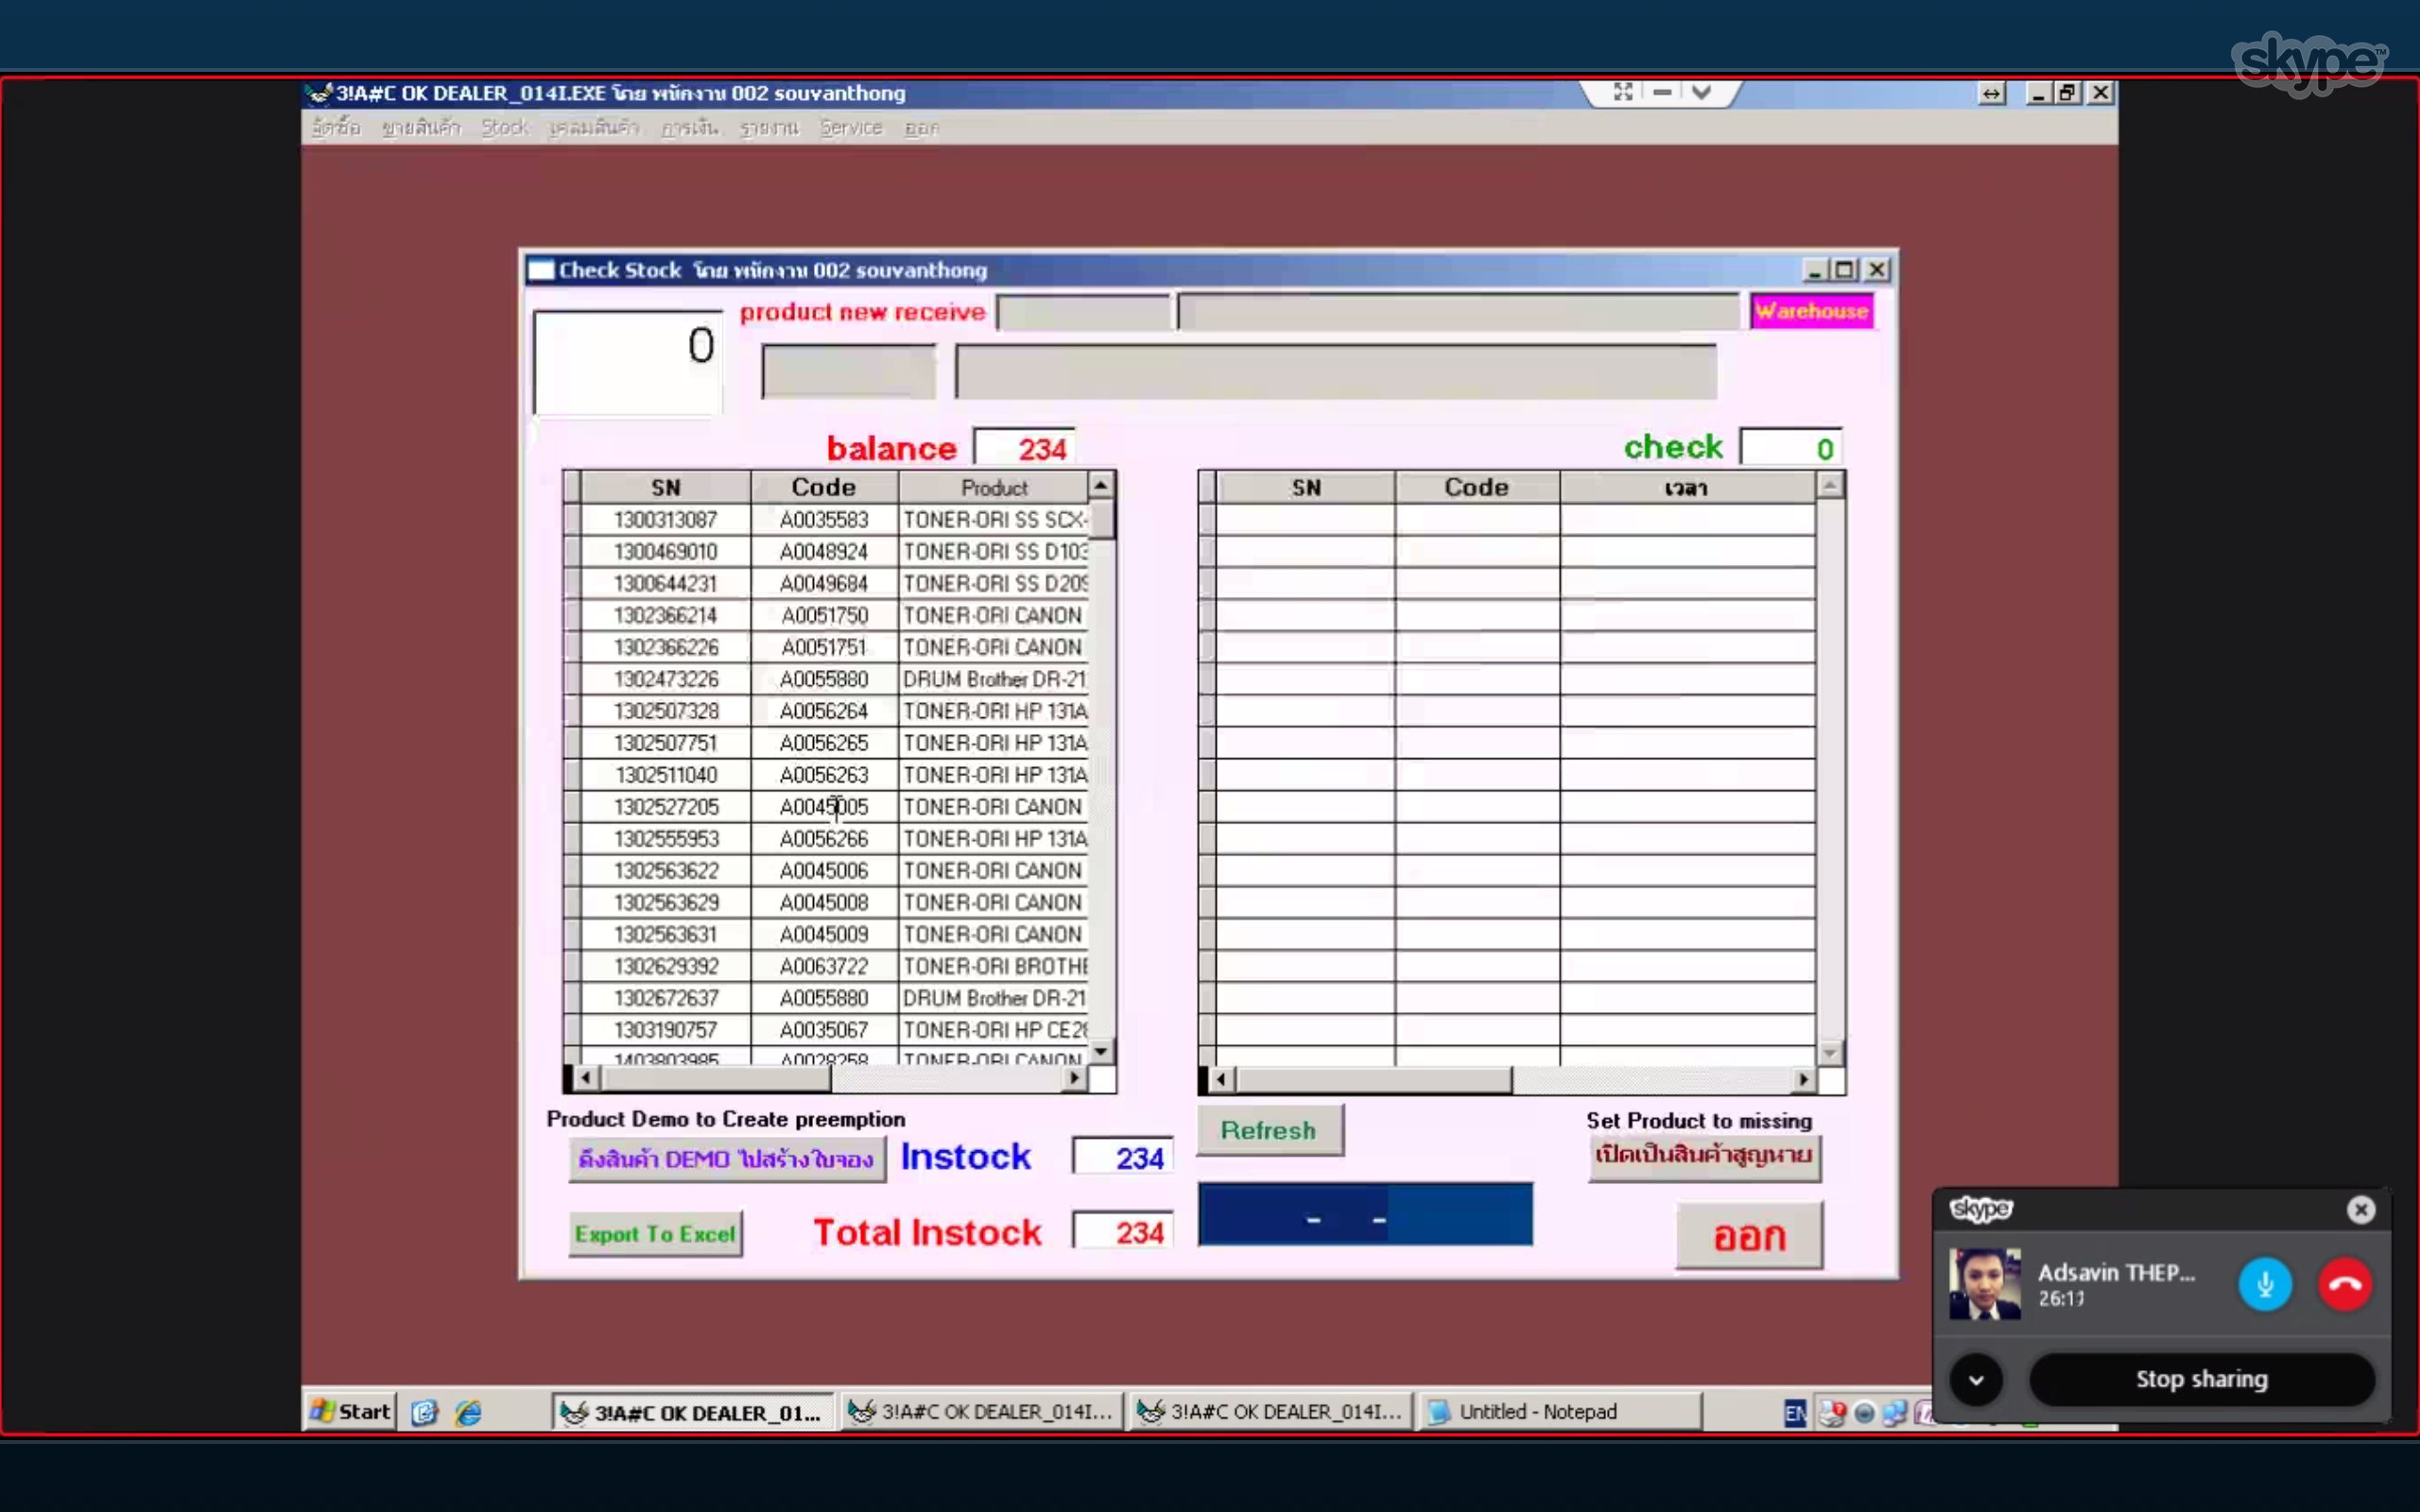 skype™
3!A#C OK DEALER_014I.EXE โดย พนักงาน 002 souvanthong
จัดซื้อ ขายสินค้า Stock เคลมสินค้า การเงิน รายงาน Service ออก
Check Stock โดย พนักงาน 002 souvanthong
product new receive Warehouse
0
balance 234 check 0
SN Code Product SN Code เวลา
1300313087 A0035583 TONER-ORI SS SCX-
1300469010 A0048924 TONER-ORI SS D103
1300644231 A0049684 TONER-ORI SS D209
1302366214 A0051750 TONER-ORI CANON
1302366226 A0051751 TONER-ORI CANON
1302473226 A0055880 DRUM Brother DR-21
1302507328 A0056264 TONER-ORI HP 131A
1302507751 A0056265 TONER-ORI HP 131A
1302511040 A0056263 TONER-ORI HP 131A
1302527205 A0045005 TONER-ORI CANON
1302555953 A0056266 TONER-ORI HP 131A
1302563622 A0045006 TONER-ORI CANON
1302563629 A0045008 TONER-ORI CANON
1302563631 A0045009 TONER-ORI CANON
1302629392 A0063722 TONER-ORI BROTHE
1302672637 A0055880 DRUM Brother DR-21
1303190757 A0035067 TONER-ORI HP CE28
1403803985 A0028258 TONER-ORI CANON
Product Demo to Create preemption Refresh Set Product to missing
ดึงสินค้า DEMO ไปสร้างใบจอง Instock 234 เปิดเป็นสินค้าสูญหาย
Export To Excel Total Instock 234 - - ออก
skype
Adsavin THEP...
26:11
Stop sharing
Start 3!A#C OK DEALER_01... 3!A#C OK DEALER_014I... 3!A#C OK DEALER_014I... Untitled - Notepad EN